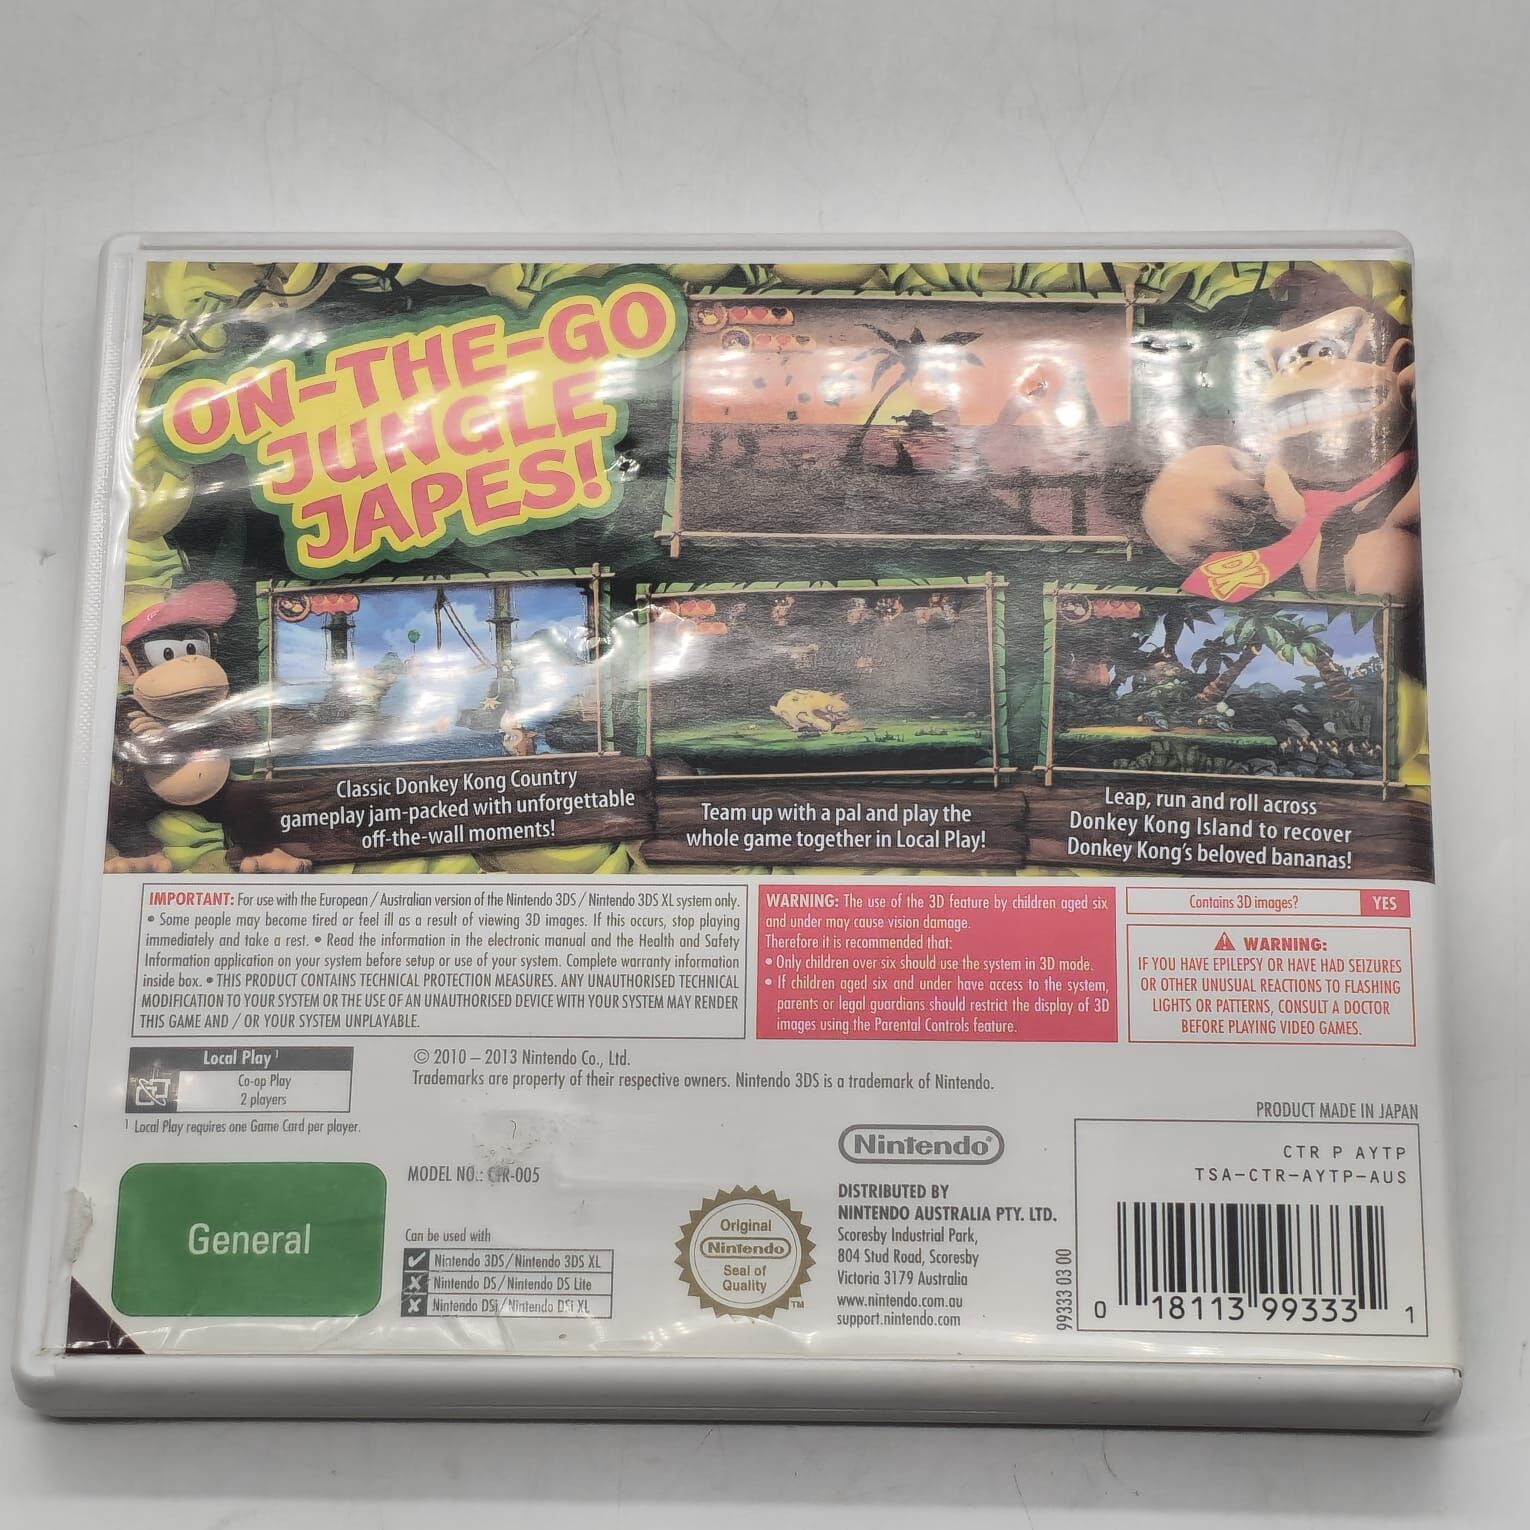 ON-THE-GO
JUNGLE
JAPES!
DK
Classic Donkey Kong Country
gameplay jam-packed with unforgettable
off-the-wall moments!
Team up with a pal and play the
whole game together in Local Play!
Leap, run and roll across
Donkey Kong Island to recover
Donkey Kong's beloved bananas!
IMPORTANT: For use with the European / Australian version of the Nintendo 3DS / Nintendo 3DS XL system only.
• Some people may become tired or feel ill as a result of viewing 3D images. If this occurs, stop playing
immediately and take a rest. • Read the information in the electronic manual and the Health and Safety
Information application on your system before setup or use of your system. Complete warranty information
inside box. • THIS PRODUCT CONTAINS TECHNICAL PROTECTION MEASURES. ANY UNAUTHORISED TECHNICAL
MODIFICATION TO YOUR SYSTEM OR THE USE OF AN UNAUTHORISED DEVICE WITH YOUR SYSTEM MAY RENDER
THIS GAME AND / OR YOUR SYSTEM UNPLAYABLE.
WARNING: The use of the 3D feature by children aged six
and under may cause vision damage.
Therefore it is recommended that:
• Only children over six should use the system in 3D mode.
• If children aged six and under have access to the system,
parents or legal guardians should restrict the display of 3D
images using the Parental Controls feature.
Contains 3D images? YES
WARNING:
IF YOU HAVE EPILEPSY OR HAVE HAD SEIZURES
OR OTHER UNUSUAL REACTIONS TO FLASHING
LIGHTS OR PATTERNS, CONSULT A DOCTOR
BEFORE PLAYING VIDEO GAMES.
Local Play ¹
Co-op Play
2 players
¹ Local Play requires one Game Card per player.
© 2010 – 2013 Nintendo Co., Ltd.
Trademarks are property of their respective owners. Nintendo 3DS is a trademark of Nintendo.
General
MODEL NO.: CTR-005
Can be used with
Nintendo 3DS/Nintendo 3DS XL
Nintendo DS/Nintendo DS Lite
Nintendo DSi/Nintendo DSi XL
Original
Nintendo
Seal of
Quality
TM
Nintendo®
DISTRIBUTED BY
NINTENDO AUSTRALIA PTY. LTD.
Scoresby Industrial Park,
804 Stud Road, Scoresby
Victoria 3179 Australia
www.nintendo.com.au
support.nintendo.com
PRODUCT MADE IN JAPAN
CTR P AYTP
TSA-CTR-AYTP-AUS
99333 03 00
0 18113 99333 1